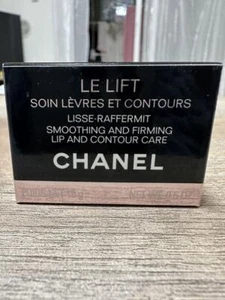 LE LIFT
SOIN LÈVRES ET CONTOURS
LISSE-RAFFERMIT
SMOOTHING AND FIRMING
LIP AND CONTOUR CARE
CHANEL